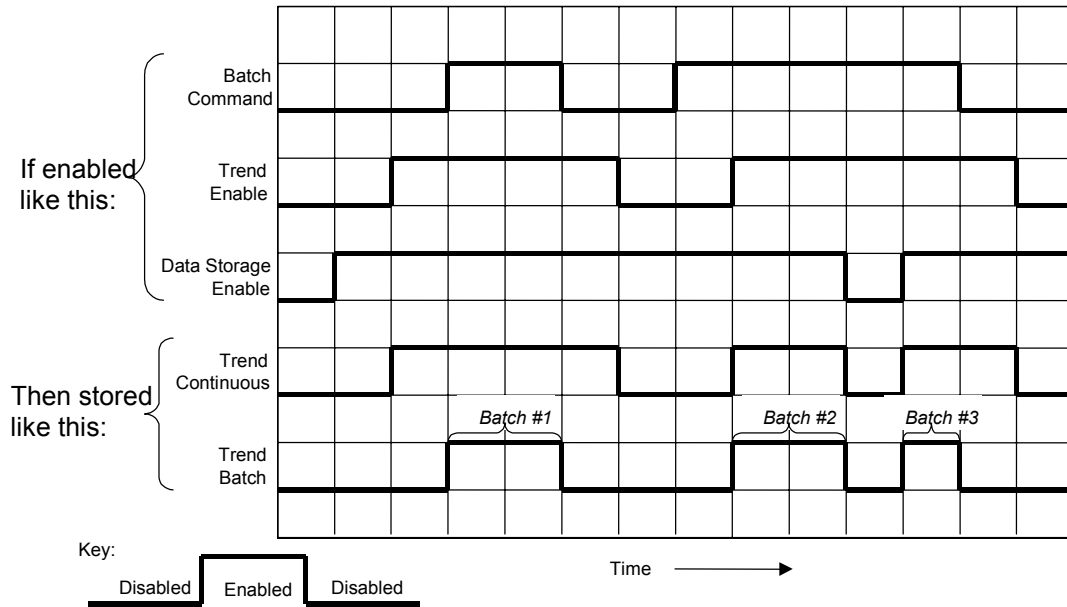 Batch
Command
If enabled
like this:
Trend
Enable
Data Storage
Enable
Trend
Continuous
Then stored
like this:
Batch #1
Batch #2
Batch #3
Trend
Batch
Key:
Disabled
Enabled
Disabled
Time